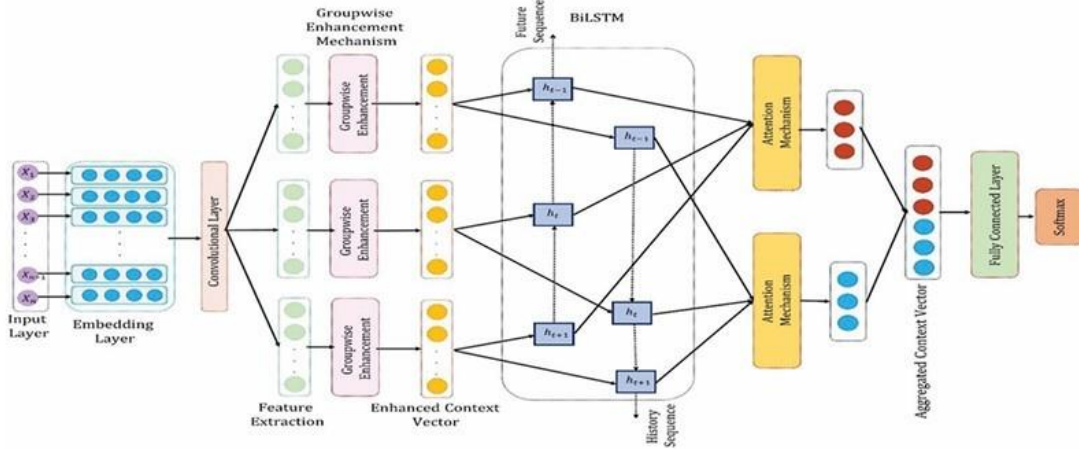 Groupwise
Enhancement
Mechanism
BiLSTM
Future
Sequence
X₁
X₂
X₃
Xₙ₋₁
Xₙ
Input
Layer
Embedding
Layer
Convolutional Layer
Groupwise
Enhancement
Groupwise
Enhancement
Groupwise
Enhancement
Feature
Extraction
Enhanced Context
Vector
hₜ₋₁
hₜ₋₁
hₜ
hₜ
hₜ₊₁
hₜ₊₁
History
Sequence
Attention
Mechanism
Attention
Mechanism
Aggregated Context Vector
Fully Connected Layer
Softmax